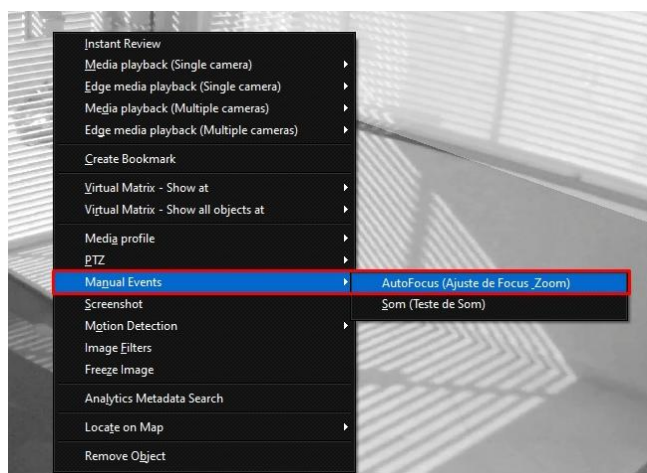 Instant Review
Media playback (Single camera)
Edge media playback (Single camera)
Media playback (Multiple cameras)
Edge media playback (Multiple cameras)
Create Bookmark
Virtual Matrix - Show at
Virtual Matrix - Show all objects at
Media profile
PTZ
Manual Events
AutoFocus (Ajuste de Focus_Zoom)
Screenshot
Som (Teste de Som)
Motion Detection
Image Filters
Freeze Image
Analytics Metadata Search
Locate on Map
Remove Object